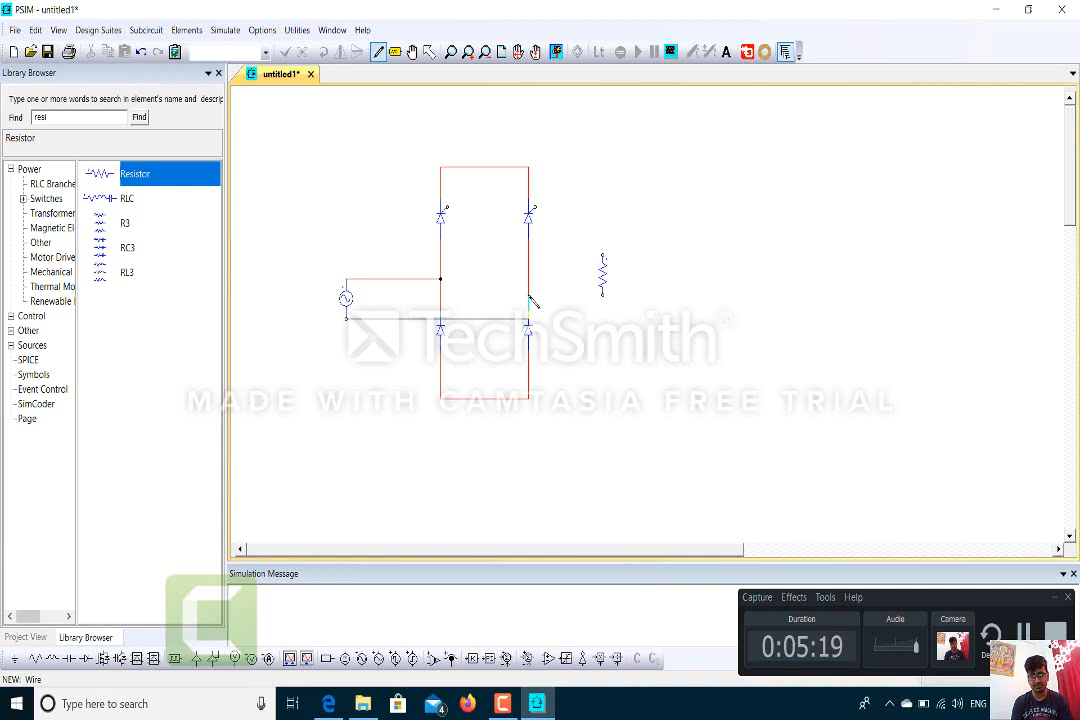 PSIM - untitled1*
File Edit View Design Suites Subcircuit Elements Simulate Options Utilities Window Help
Library Browser
untitled1*
Type one or more words to search in element's name and descrip
Find resi Find
Resistor
Power
RLC Branche
Switches
Transformer
Magnetic El
Other
Motor Drive
Mechanical
Thermal Mo
Renewable
Control
Other
Sources
SPICE
Symbols
Event Control
SimCoder
Page
Resistor
RLC
R3
RC3
RL3
Lt
A
TechSmith®
MADE WITH CAMTASIA FREE TRIAL
Simulation Message
Capture Effects Tools Help
Duration Audio Camera
0:05:19
Project View Library Browser
NEW: Wire
Type here to search
4
ENG